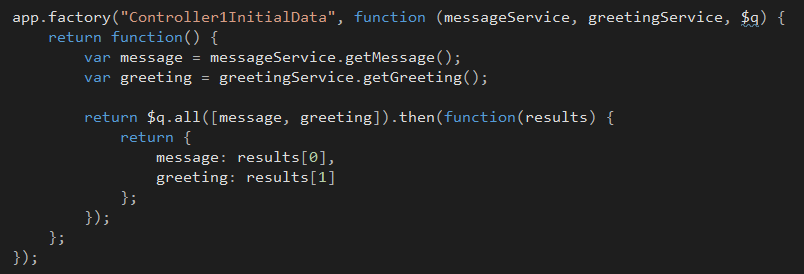 app.factory("Controller1InitialData", function (messageService, greetingService, $q) {
    return function() {
        var message = messageService.getMessage();
        var greeting = greetingService.getGreeting();

        return $q.all([message, greeting]).then(function(results) {
            return {
                message: results[0],
                greeting: results[1]
            };
        });
    };
});